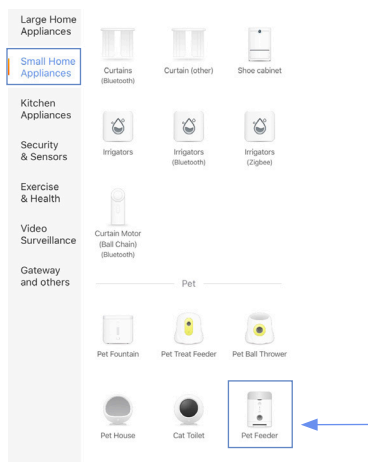 Large Home
Appliances
Small Home
Appliances
Kitchen
Appliances
Security
& Sensors
Exercise
& Health
Video
Surveillance
Gateway
and others
Curtains
(Bluetooth)
Curtain (other)
Shoe cabinet
Irrigators
Irrigators
(Bluetooth)
Irrigators
(Zigbee)
Curtain Motor
(Ball Chain)
(Bluetooth)
Pet
Pet Fountain
Pet Treat Feeder
Pet Ball Thrower
Pet House
Cat Toilet
Pet Feeder